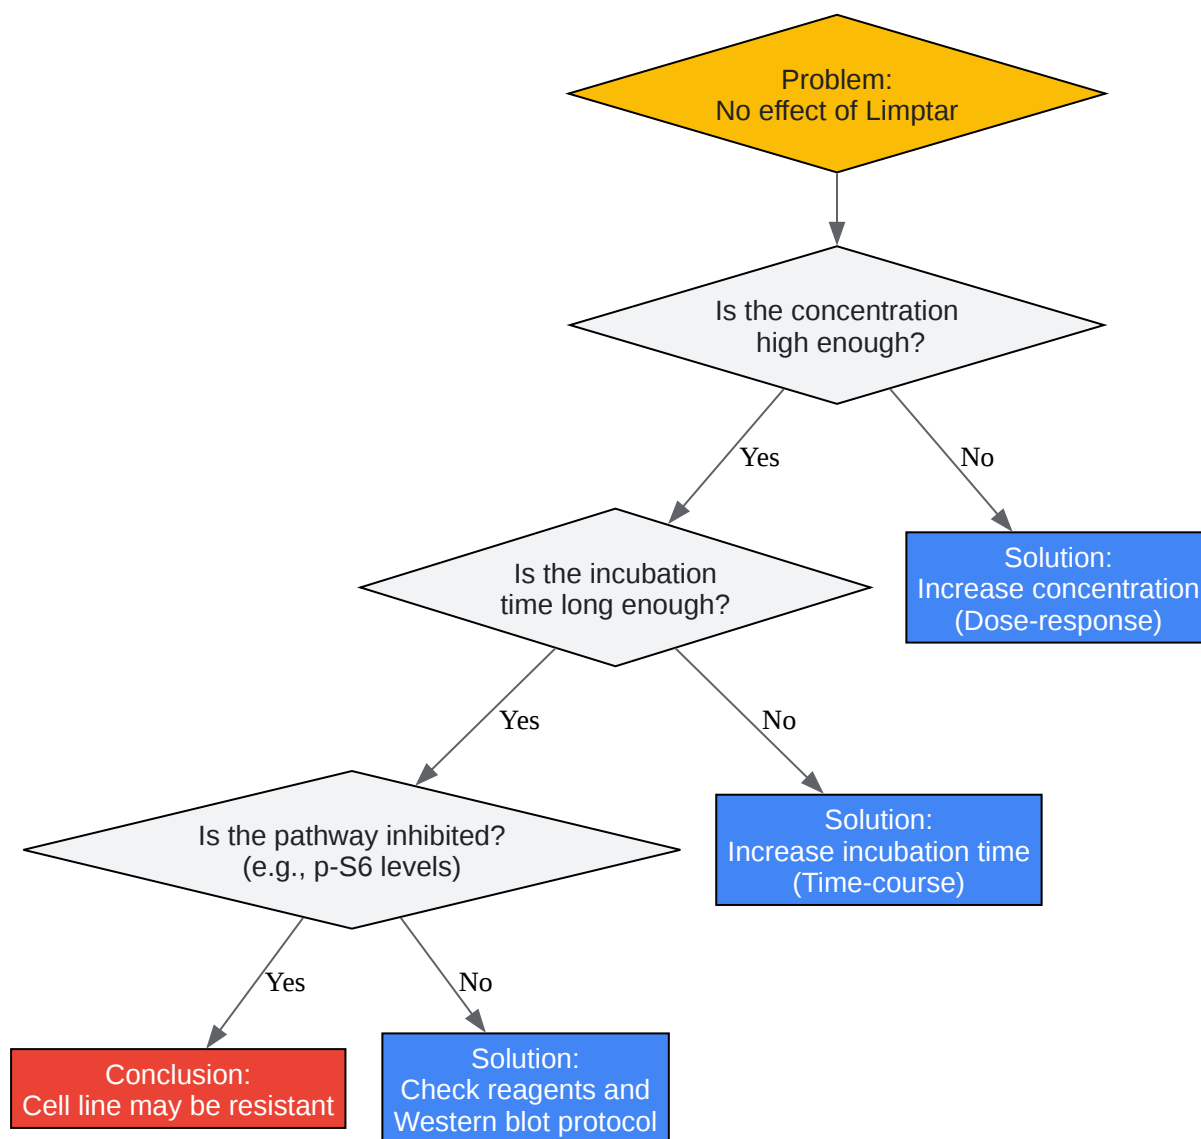 Problem:
No effect of Limptar
Is the concentration
high enough?
Yes
No
Is the incubation
time long enough?
Solution:
Increase concentration
(Dose-response)
Yes
No
Is the pathway inhibited?
(e.g., p-S6 levels)
Solution:
Increase incubation time
(Time-course)
Yes
No
Conclusion:
Cell line may be resistant
Solution:
Check reagents and
Western blot protocol